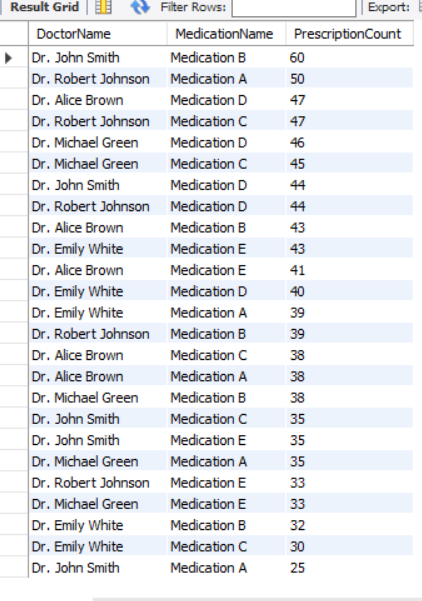 Result Grid Filter Rows: Export:
DoctorName MedicationName PrescriptionCount
Dr. John Smith Medication B 60
Dr. Robert Johnson Medication A 50
Dr. Alice Brown Medication D 47
Dr. Robert Johnson Medication C 47
Dr. Michael Green Medication D 46
Dr. Michael Green Medication C 45
Dr. John Smith Medication D 44
Dr. Robert Johnson Medication D 44
Dr. Alice Brown Medication B 43
Dr. Emily White Medication E 43
Dr. Alice Brown Medication E 41
Dr. Emily White Medication D 40
Dr. Emily White Medication A 39
Dr. Robert Johnson Medication B 39
Dr. Alice Brown Medication C 38
Dr. Alice Brown Medication A 38
Dr. Michael Green Medication B 38
Dr. John Smith Medication C 35
Dr. John Smith Medication E 35
Dr. Michael Green Medication A 35
Dr. Robert Johnson Medication E 33
Dr. Michael Green Medication E 33
Dr. Emily White Medication B 32
Dr. Emily White Medication C 30
Dr. John Smith Medication A 25